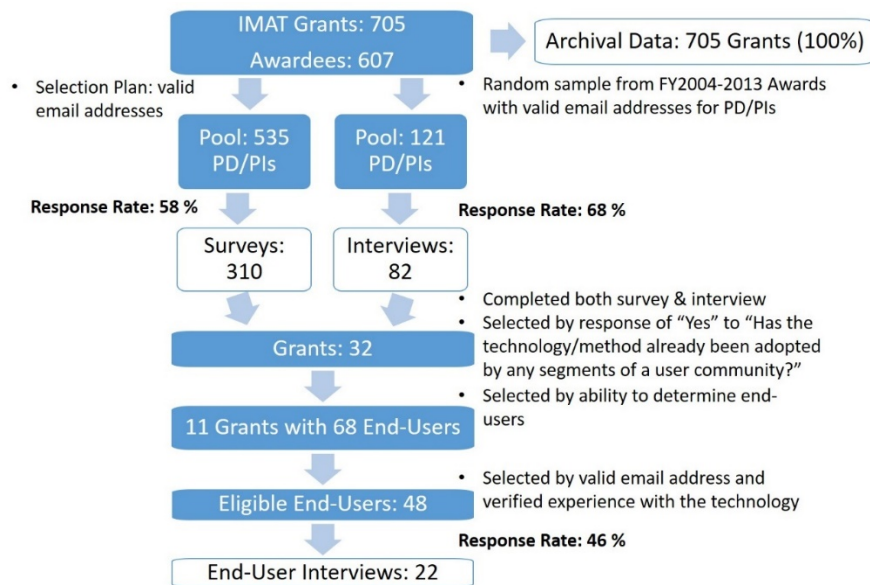 IMAT Grants: 705
Awardees: 607
Archival Data: 705 Grants (100%)
• Selection Plan: valid
email addresses
• Random sample from FY2004-2013 Awards
with valid email addresses for PD/PIs
Pool: 535
PD/PIs
Pool: 121
PD/PIs
Response Rate: 58 %
Response Rate: 68 %
Surveys:
310
Interviews:
82
• Completed both survey & interview
• Selected by response of “Yes” to “Has the
technology/method already been adopted
by any segments of a user community?”
Grants: 32
• Selected by ability to determine end-
users
11 Grants with 68 End-Users
• Selected by valid email address and
verified experience with the technology
Eligible End-Users: 48
Response Rate: 46 %
End-User Interviews: 22